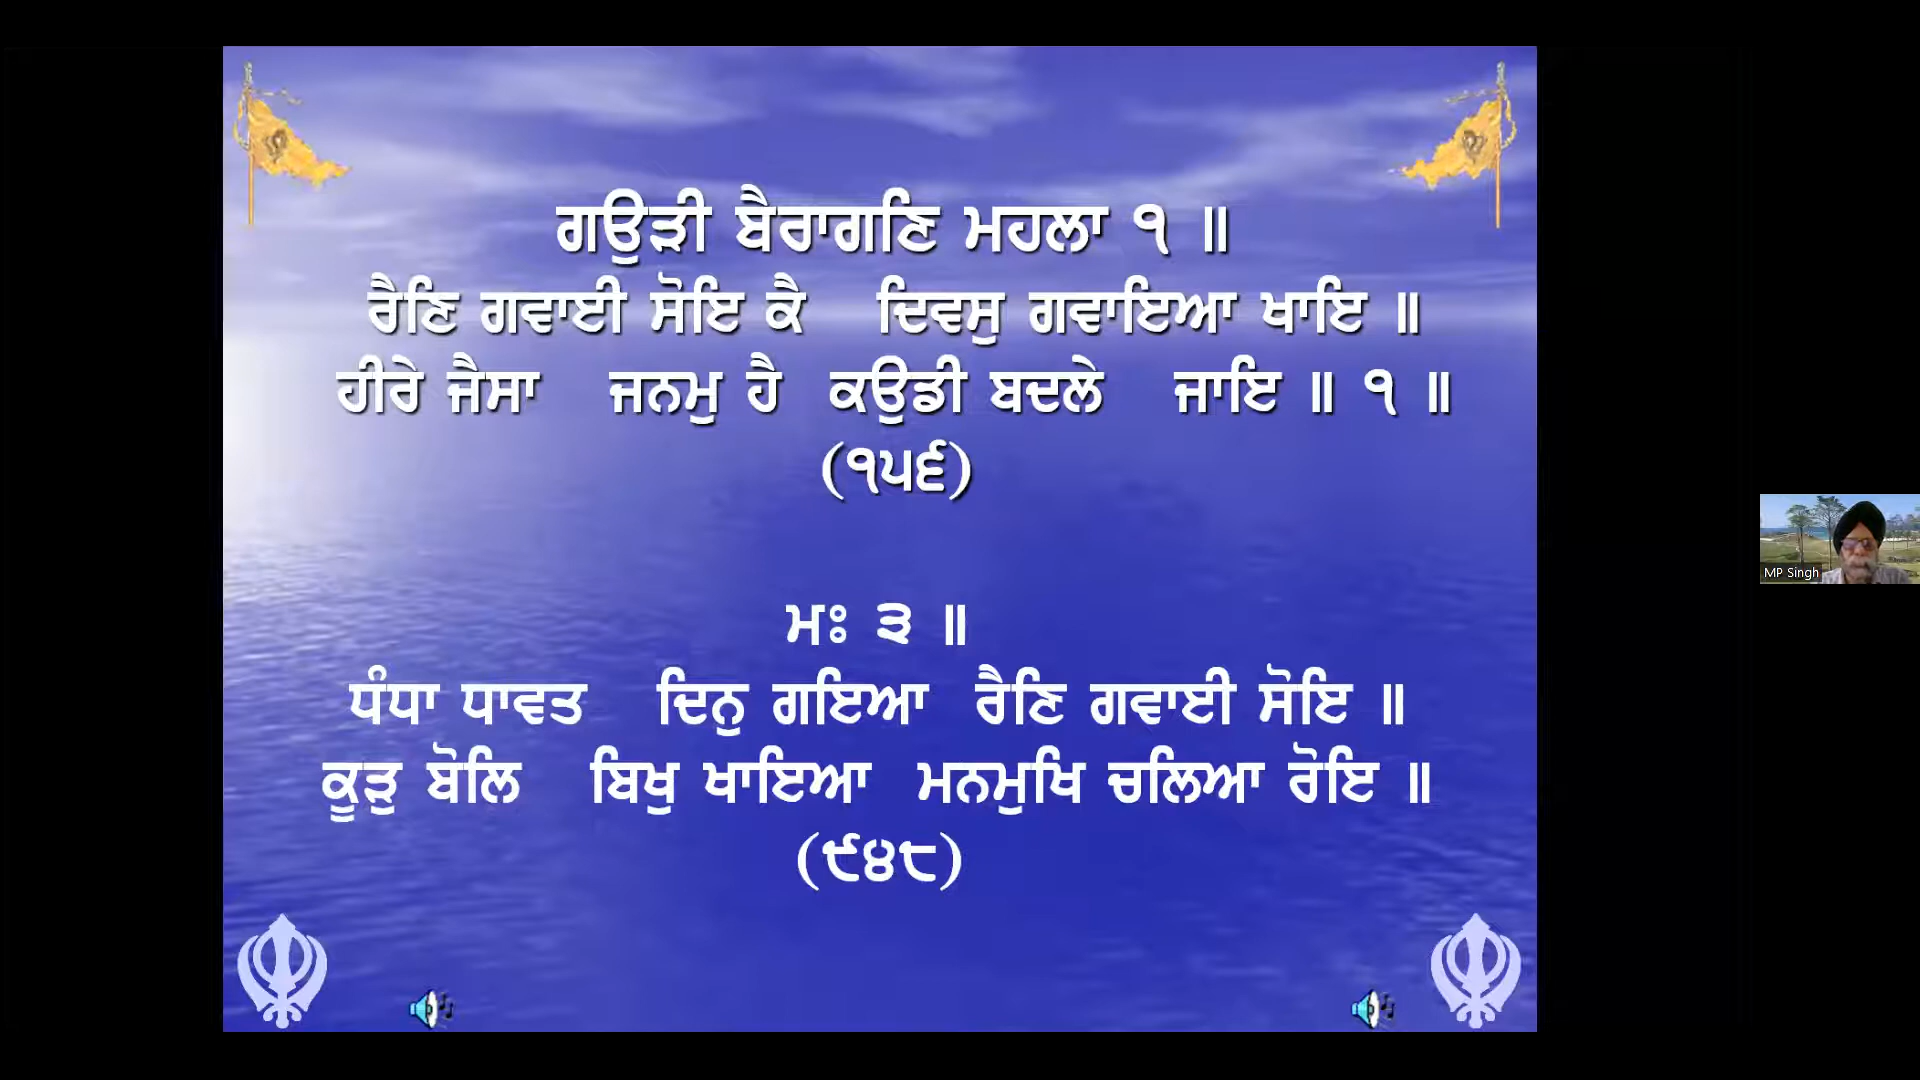 ਗਉੜੀ ਬੈਰਾਗਣਿ ਮਹਲਾ ੧ ॥
ਰੈਣਿ ਗਵਾਈ ਸੋਇ ਕੈ ਦਿਵਸੁ ਗਵਾਇਆ ਖਾਇ ॥
ਹੀਰੇ ਜੈਸਾ ਜਨਮੁ ਹੈ ਕਉਡੀ ਬਦਲੇ ਜਾਇ ॥ ੧ ॥
(੧੫੬)
ਮਃ ੩ ॥
ਧੰਧਾ ਧਾਵਤ ਦਿਨੁ ਗਇਆ ਰੈਣਿ ਗਵਾਈ ਸੋਇ ॥
ਕੂੜੁ ਬੋਲਿ ਬਿਖੁ ਖਾਇਆ ਮਨਮੁਖਿ ਚਲਿਆ ਰੋਇ ॥
(੯੪੮)
MP Singh